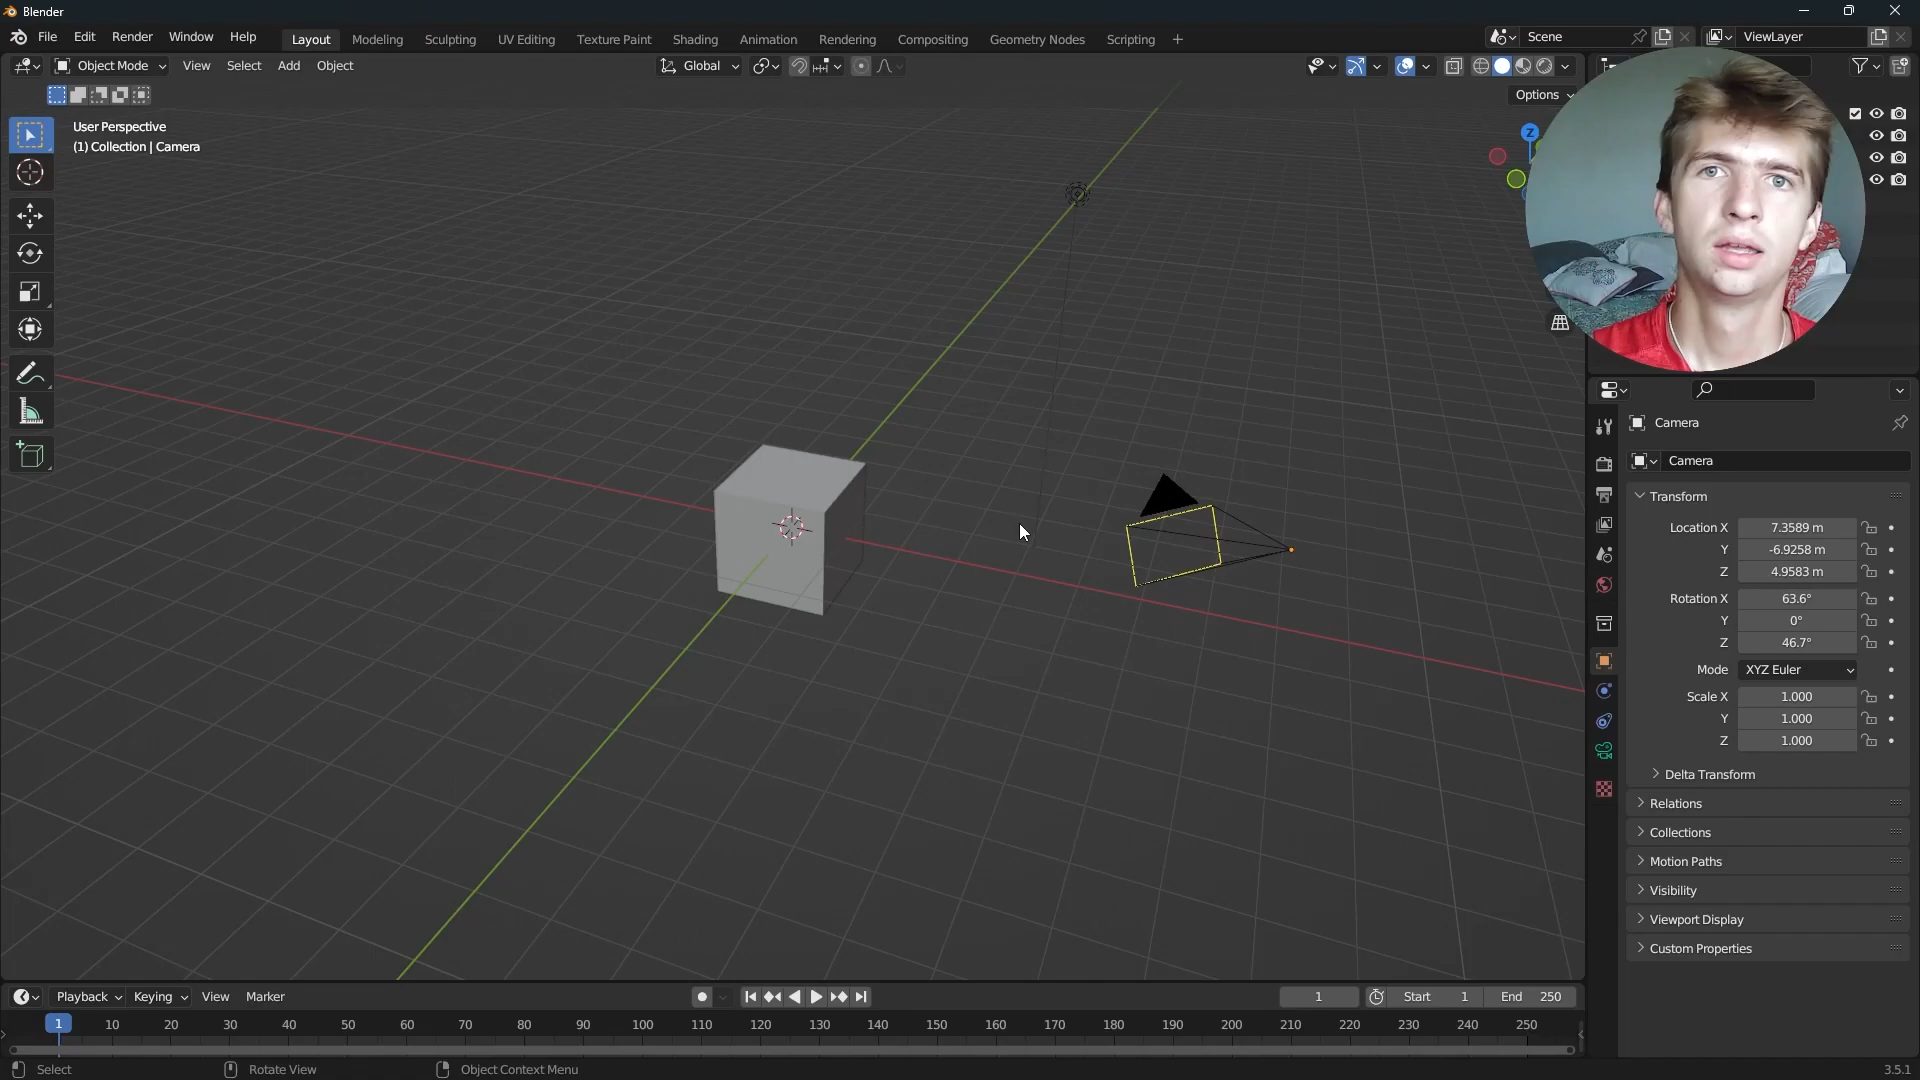 Blender
File Edit Render Window Help Layout Modeling Sculpting UV Editing Texture Paint Shading Animation Rendering Compositing Geometry Nodes Scripting + Scene ViewLayer
Object Mode View Select Add Object Global
Options
User Perspective
(1) Collection | Camera
Z
Camera
Camera
Transform
Location X 7.3589 m
Y -6.9258 m
Z 4.9583 m
Rotation X 63.6°
Y 0°
Z 46.7°
Mode XYZ Euler
Scale X 1.000
Y 1.000
Z 1.000
Delta Transform
Relations
Collections
Motion Paths
Visibility
Viewport Display
Custom Properties
Playback Keying View Marker 1 Start 1 End 250
1 10 20 30 40 50 60 70 80 90 100 110 120 130 140 150 160 170 180 190 200 210 220 230 240 250
Select Rotate View Object Context Menu 3.5.1